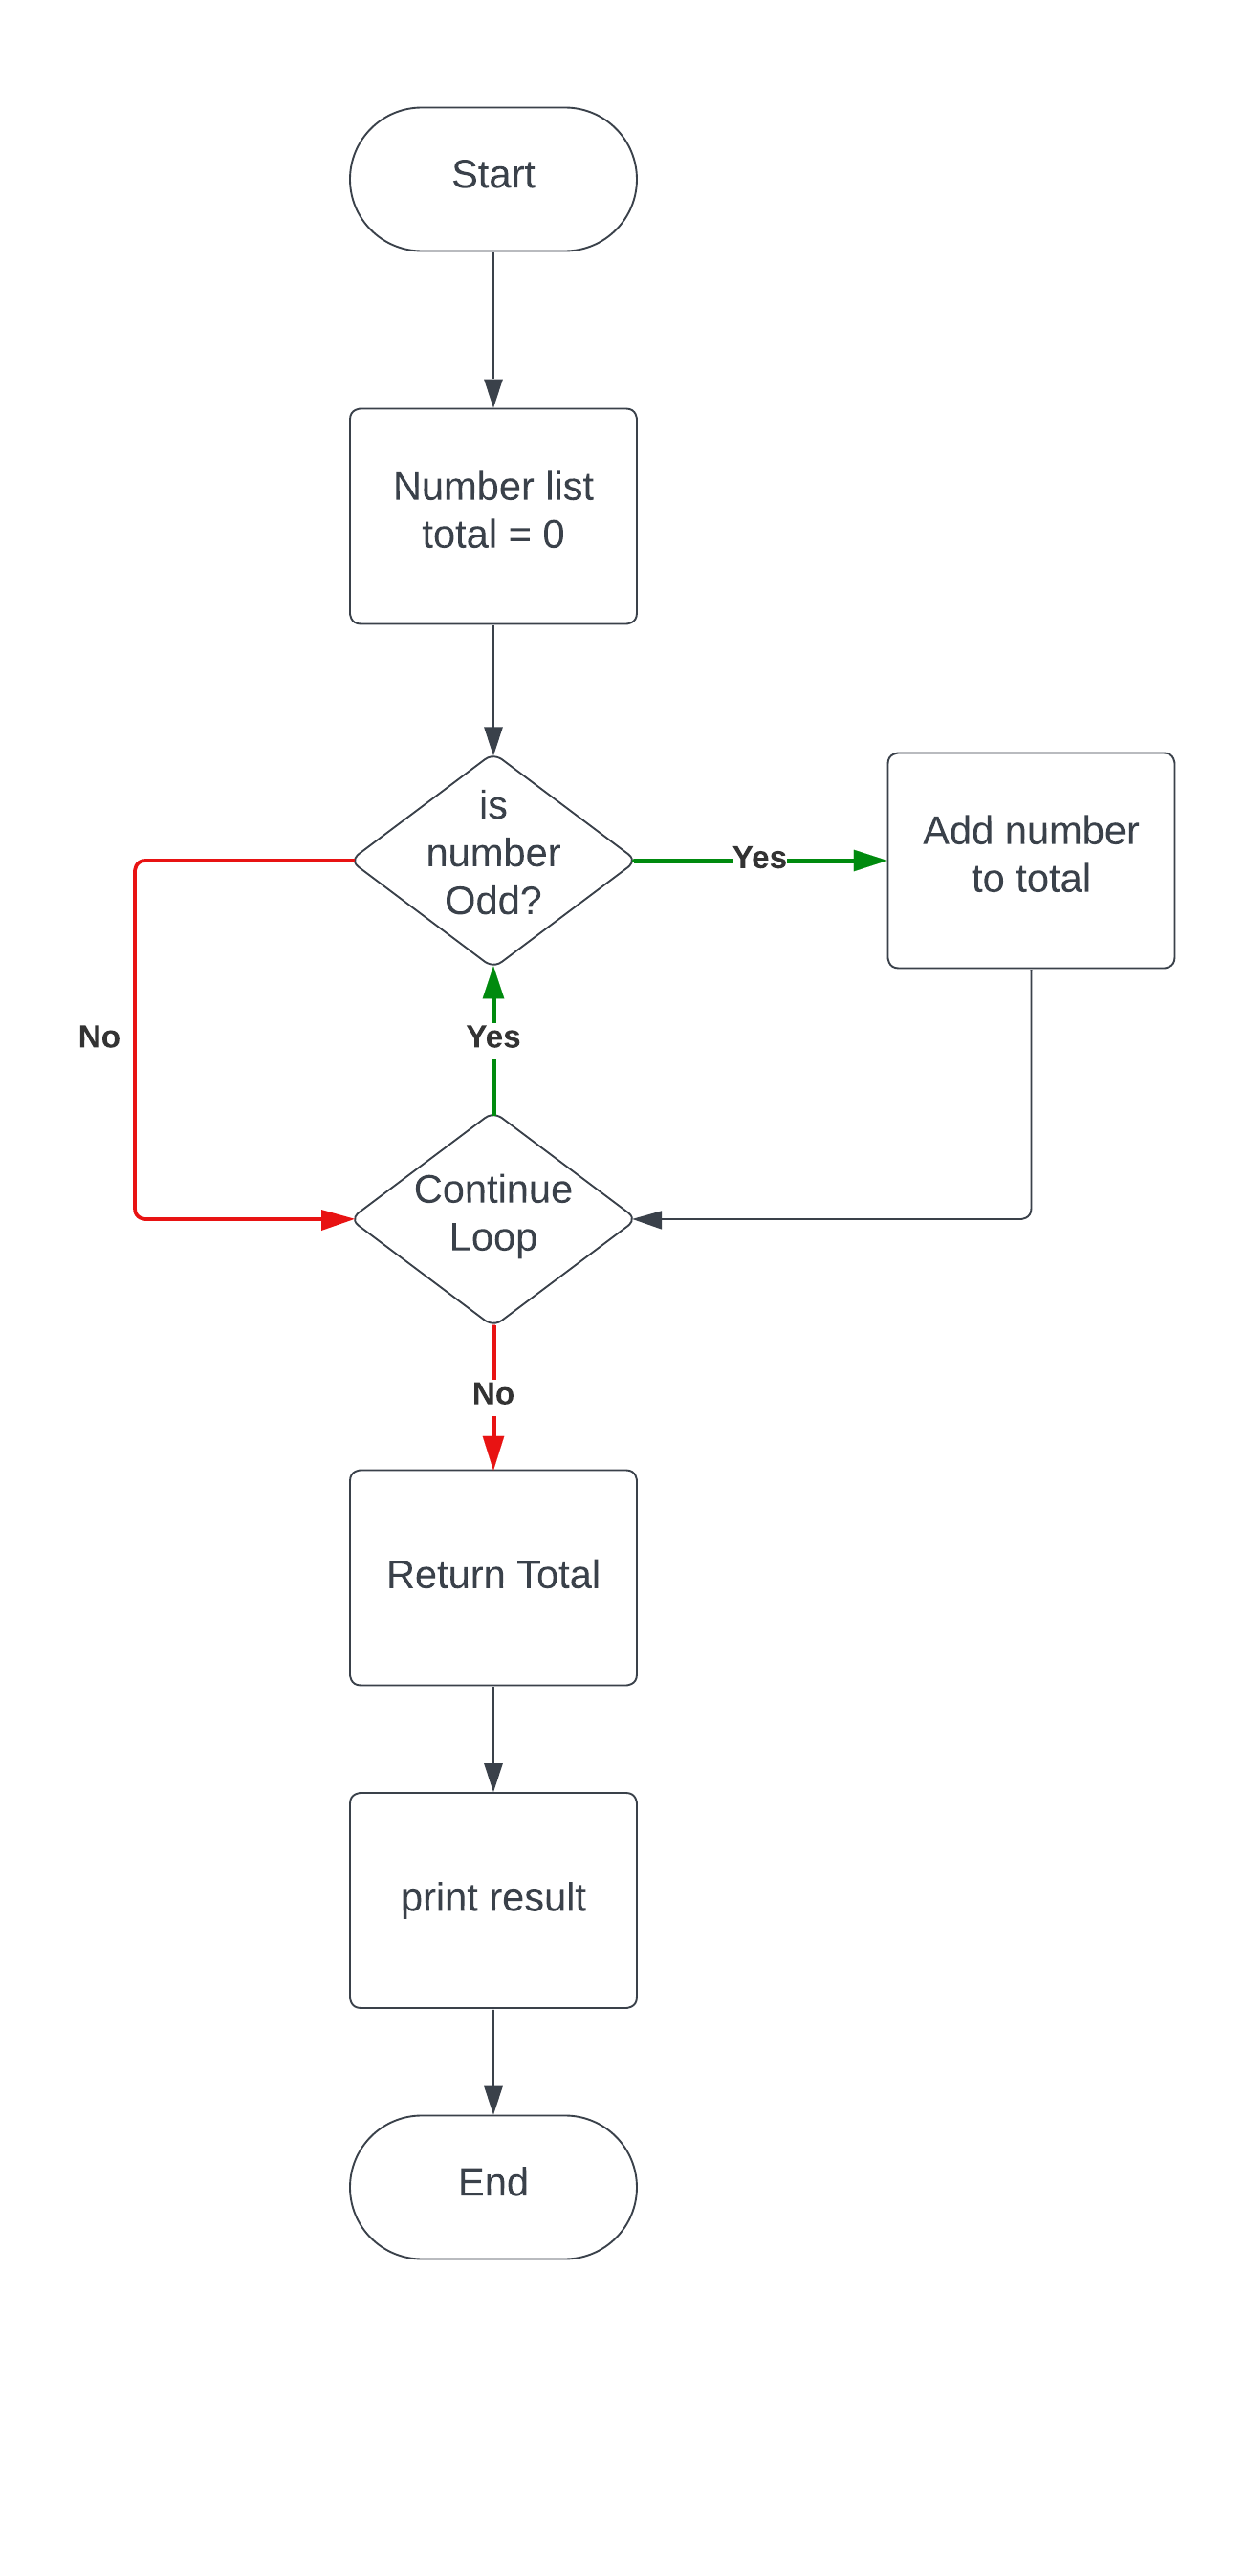 Start
Number list
total = 0
is
number
Odd?
Yes
Add number
to total
No
Yes
Continue
Loop
No
Return Total
print result
End